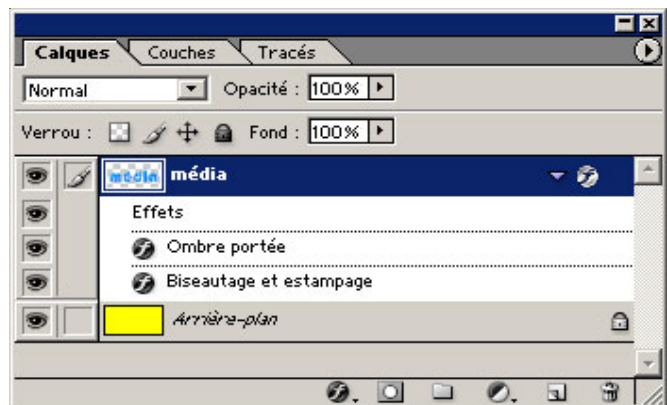 Calques Couches Tracés
Normal Opacité : 100%
Verrou : Fond : 100%
média média
Effets
Ombre portée
Biseautage et estampage
Arrière-plan